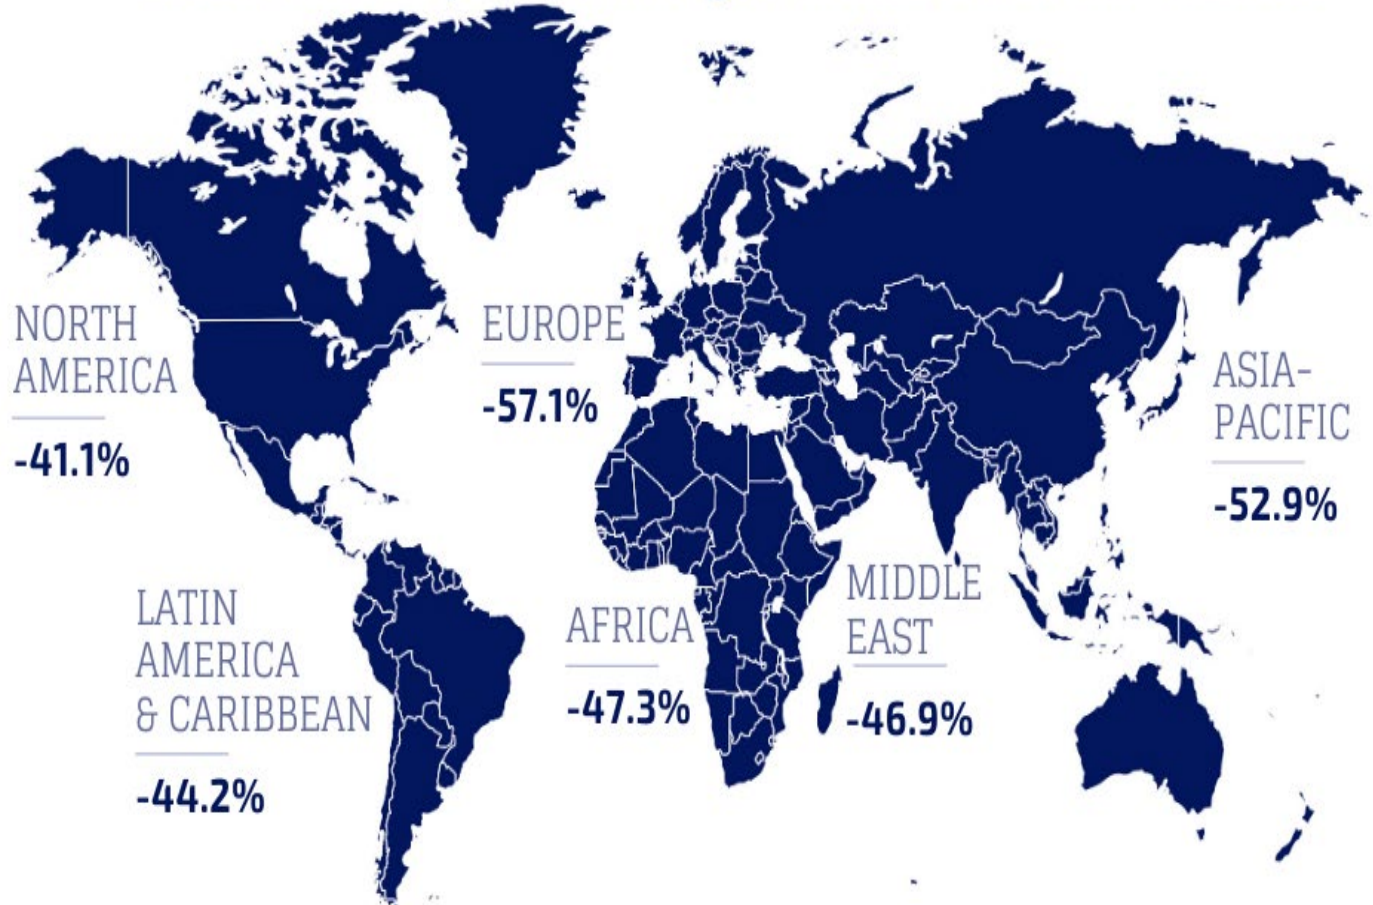 NORTH
AMERICA
-41.1%
EUROPE
-57.1%
ASIA-
PACIFIC
-52.9%
LATIN
AMERICA
& CARIBBEAN
-44.2%
AFRICA
-47.3%
MIDDLE
EAST
-46.9%